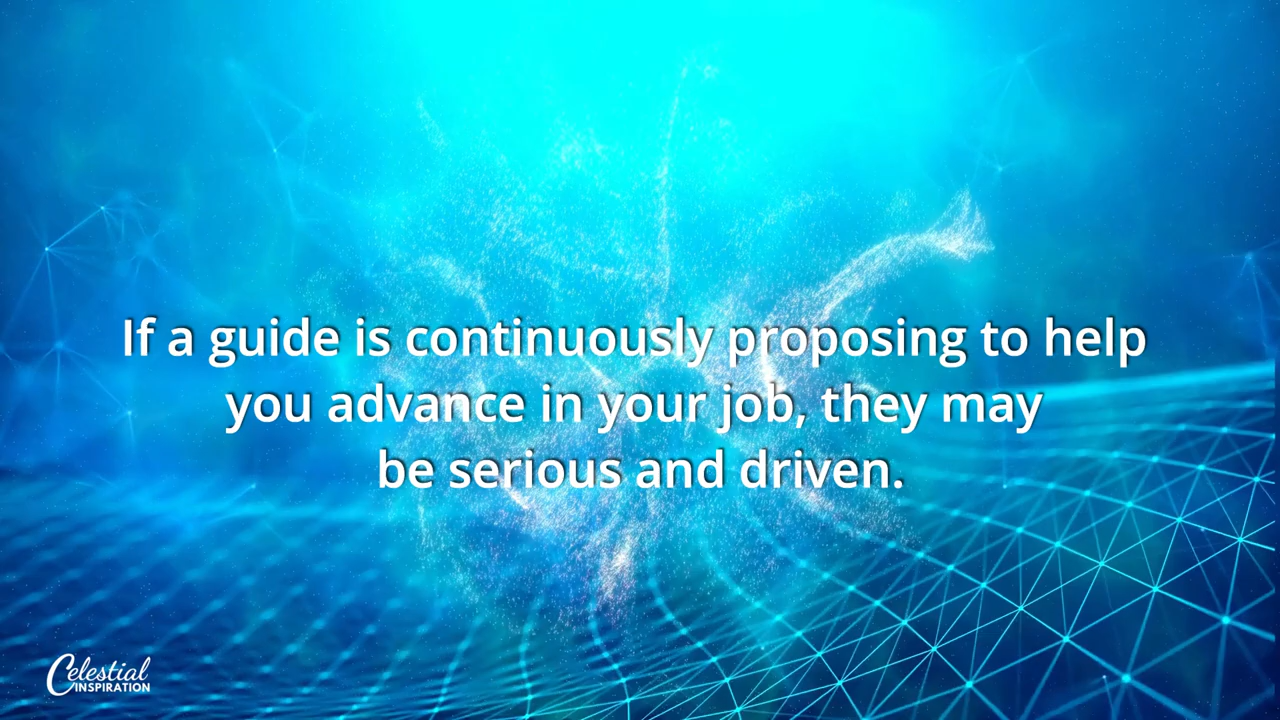 If a guide is continuously proposing to help
you advance in your job, they may
be serious and driven.
Celestial
INSPIRATION